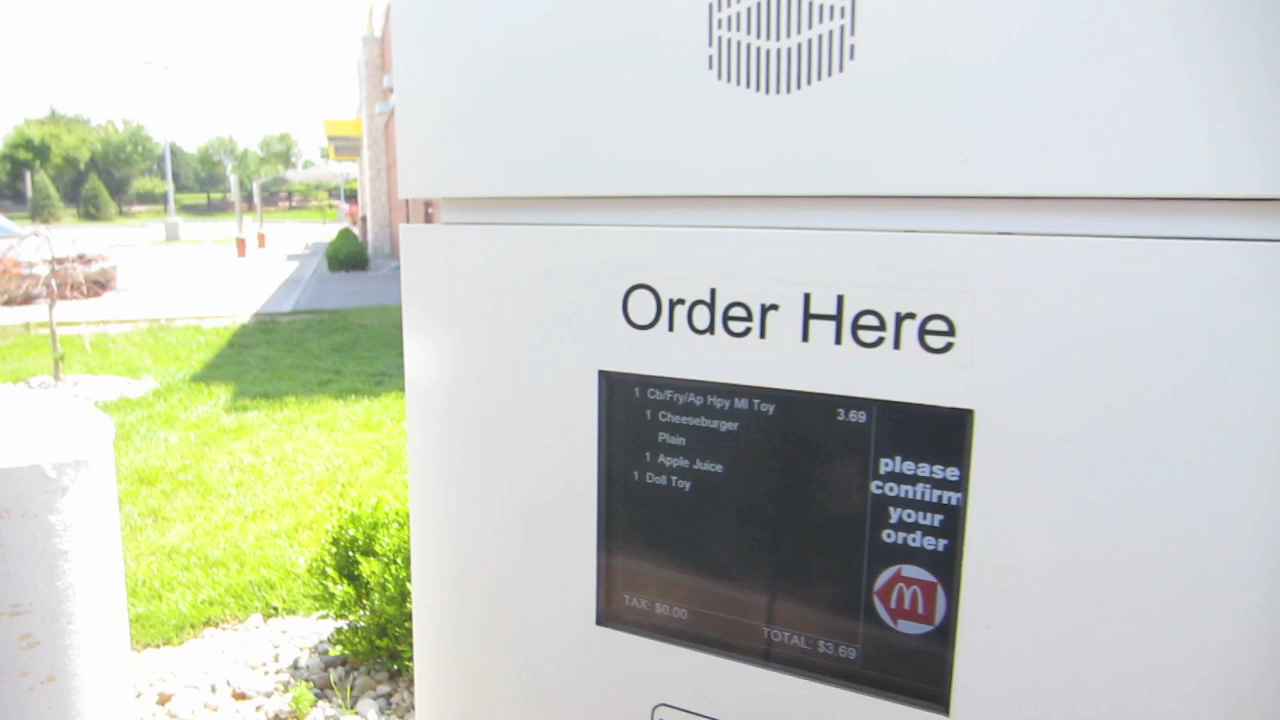 Order Here
1 Cb/Fry/Ap Hpy Ml Toy 3.69
1 Cheeseburger
Plain
1 Apple Juice
1 Doll Toy
please
confirm
your
order
TAX: $0.00
TOTAL: $3.69